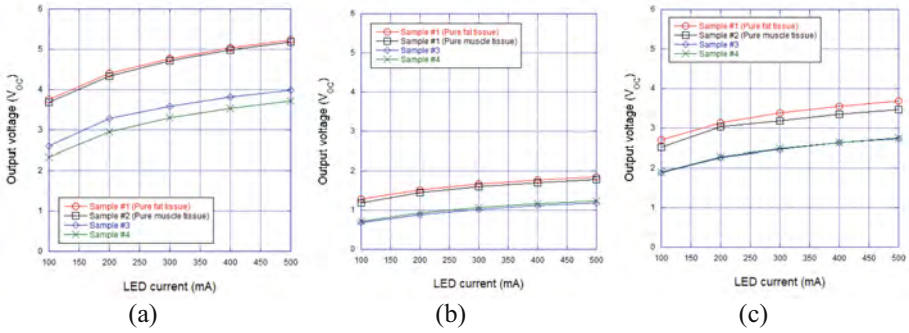 6
5
4
3
2
1
0
Output voltage (V_OC)
Sample #1 (Pure fat tissue)
Sample #2 (Pure muscle tissue)
Sample #3
Sample #4
100 150 200 250 300 350 400 450 500
LED current (mA)
(a)
6
5
4
3
2
1
0
Output voltage (V_OC)
Sample #1 (Pure fat tissue)
Sample #1 (Pure muscle tissue)
Sample #3
Sample #4
100 150 200 250 300 350 400 450 500
LED current (mA)
(b)
6
5
4
3
2
1
0
Output voltage (V_OC)
Sample #1 (Pure fat tissue)
Sample #2 (Pure muscle tissue)
Sample #3
Sample #4
100 150 200 250 300 350 400 450 500
LED current (mA)
(c)